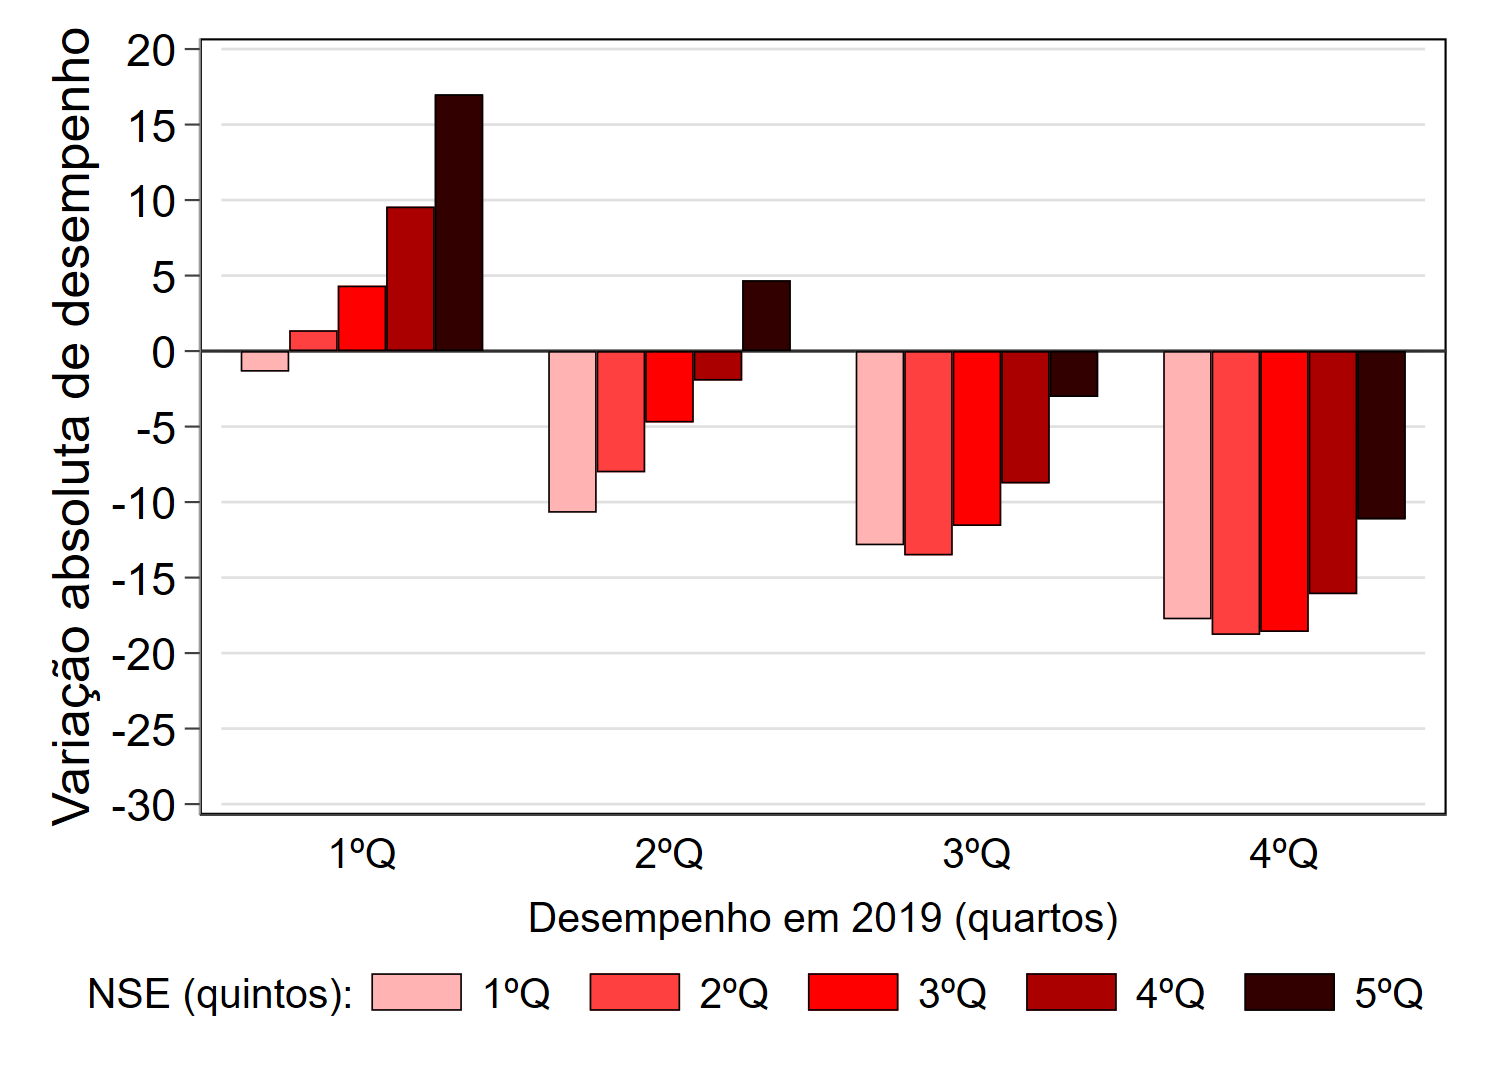 Variação absoluta de desempenho
20
15
10
5
0
-5
-10
-15
-20
-25
-30
1ºQ 2ºQ 3ºQ 4ºQ
Desempenho em 2019 (quartos)
NSE (quintos): 1ºQ 2ºQ 3ºQ 4ºQ 5ºQ